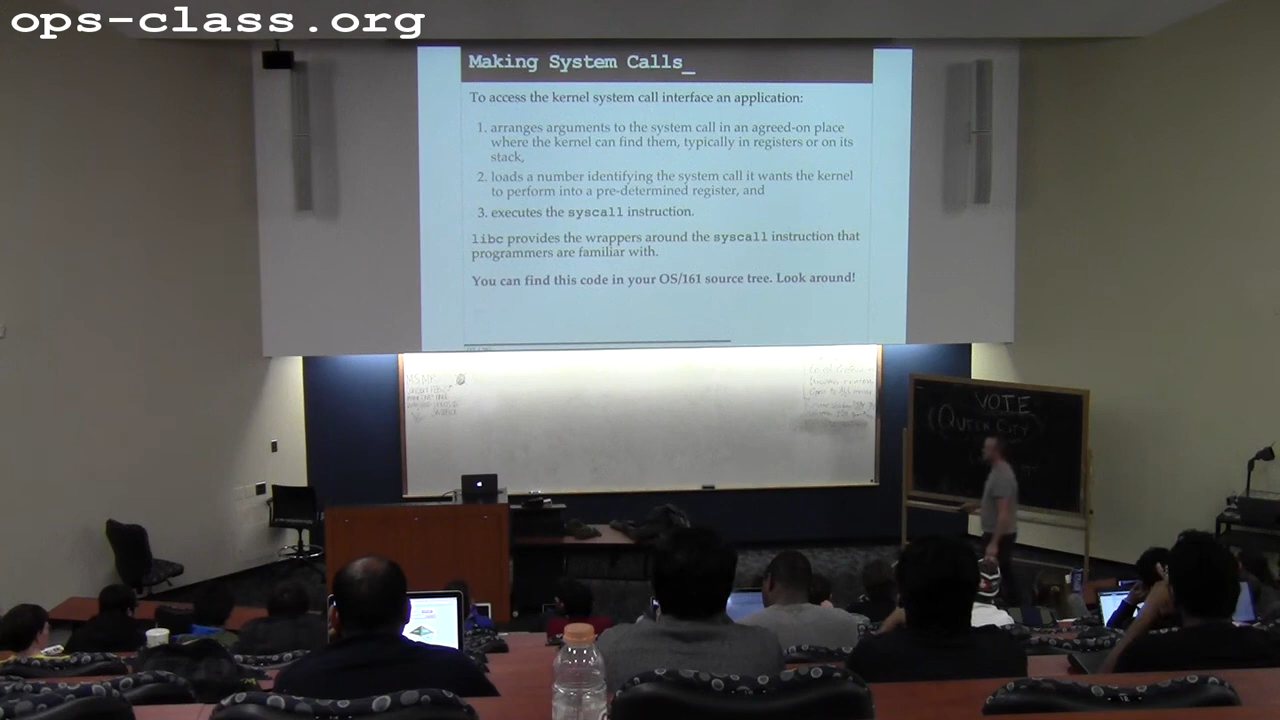 ops-class.org
Making System Calls_
To access the kernel system call interface an application:
1. arranges arguments to the system call in an agreed-on place
where the kernel can find them, typically in registers or on its
stack,
2. loads a number identifying the system call it wants the kernel
to perform into a pre-determined register, and
3. executes the syscall instruction.
libc provides the wrappers around the syscall instruction that
programmers are familiar with.
You can find this code in your OS/161 source tree. Look around!
VOTE
QUEEN CITY